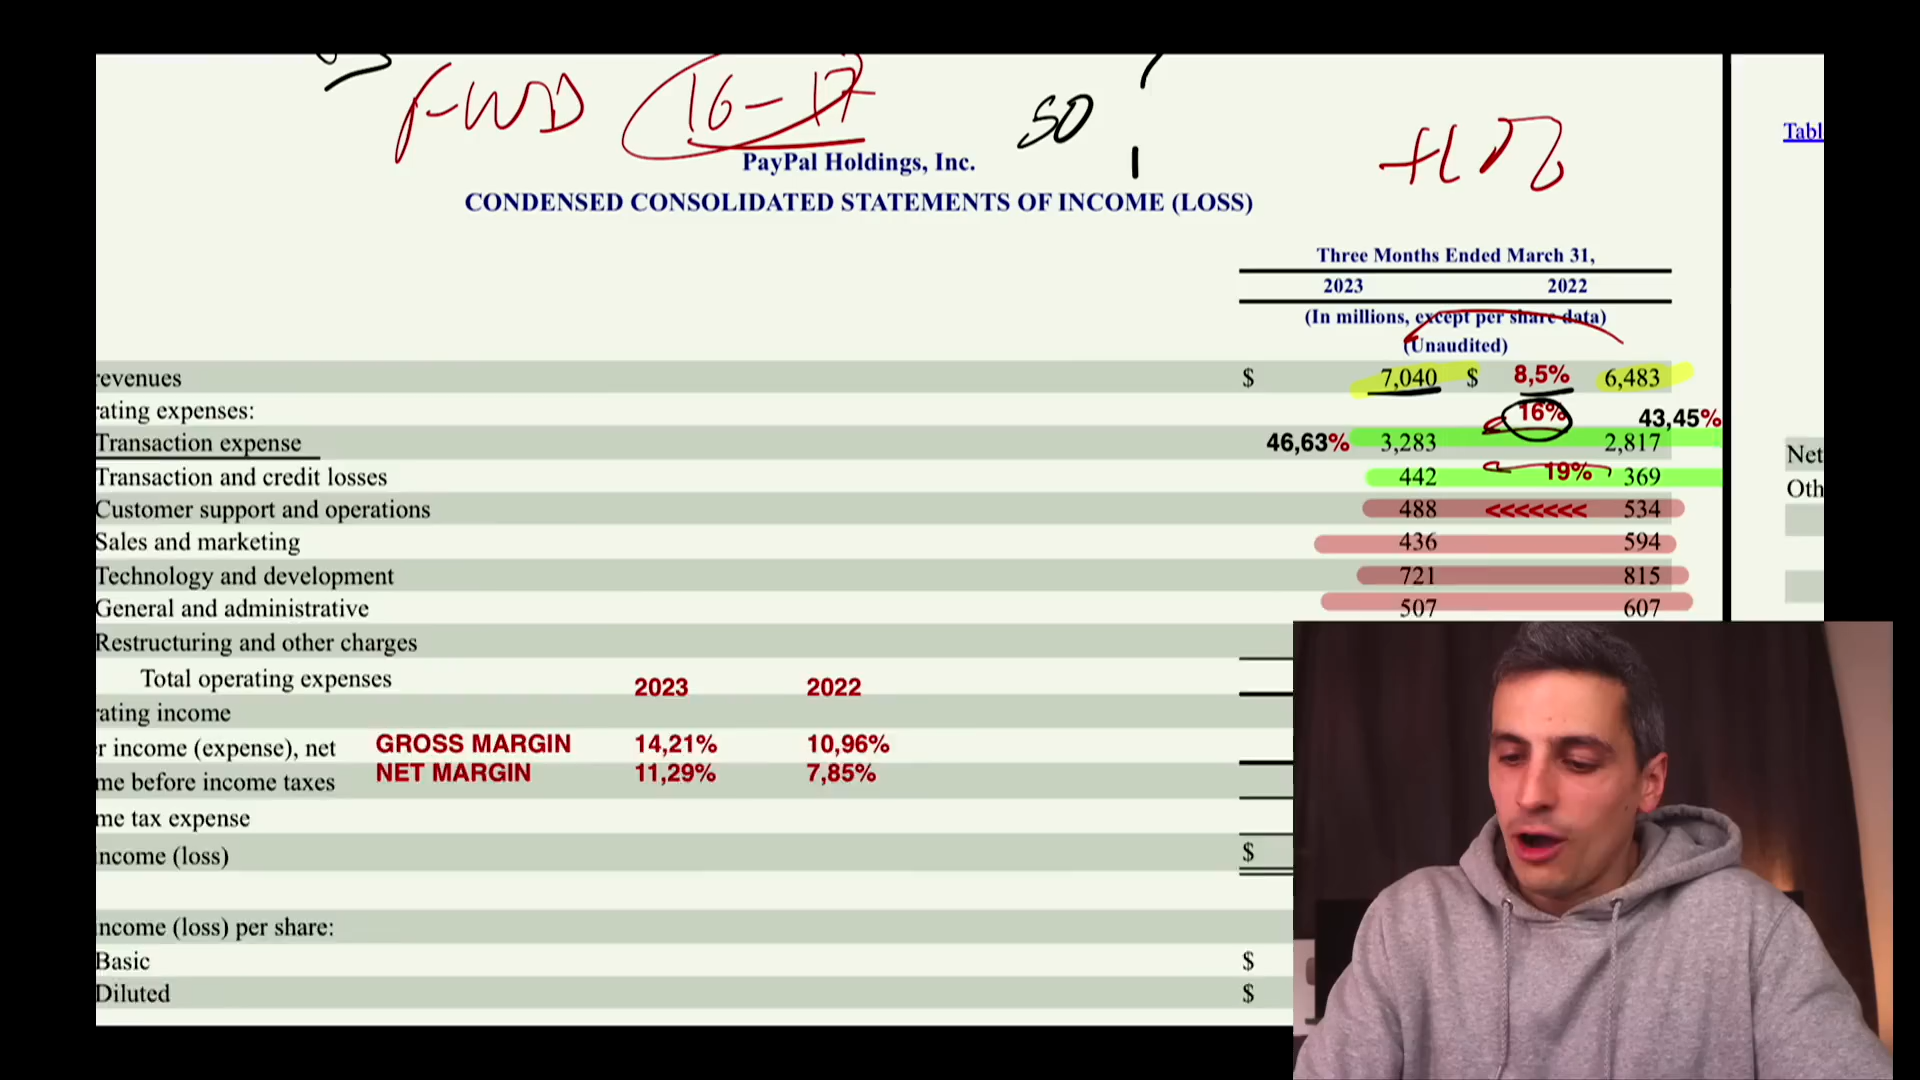 FWD 16-17 50
Tabl
PayPal Holdings, Inc.
CONDENSED CONSOLIDATED STATEMENTS OF INCOME (LOSS)
Three Months Ended March 31,
2023 2022
(In millions, except per share data)
(Unaudited)
revenues $ 7,040 $ 8,5% 6,483
rating expenses: 16% 43,45%
Transaction expense 46,63% 3,283 2,817
Net
Transaction and credit losses 442 19% 369
Oth
Customer support and operations 488 <<<<<<< 534
Sales and marketing 436 594
Technology and development 721 815
General and administrative 507 607
Restructuring and other charges
Total operating expenses 2023 2022
rating income
r income (expense), net GROSS MARGIN 14,21% 10,96%
NET MARGIN 11,29% 7,85%
me before income taxes
me tax expense
income (loss) $
income (loss) per share:
Basic $
Diluted $